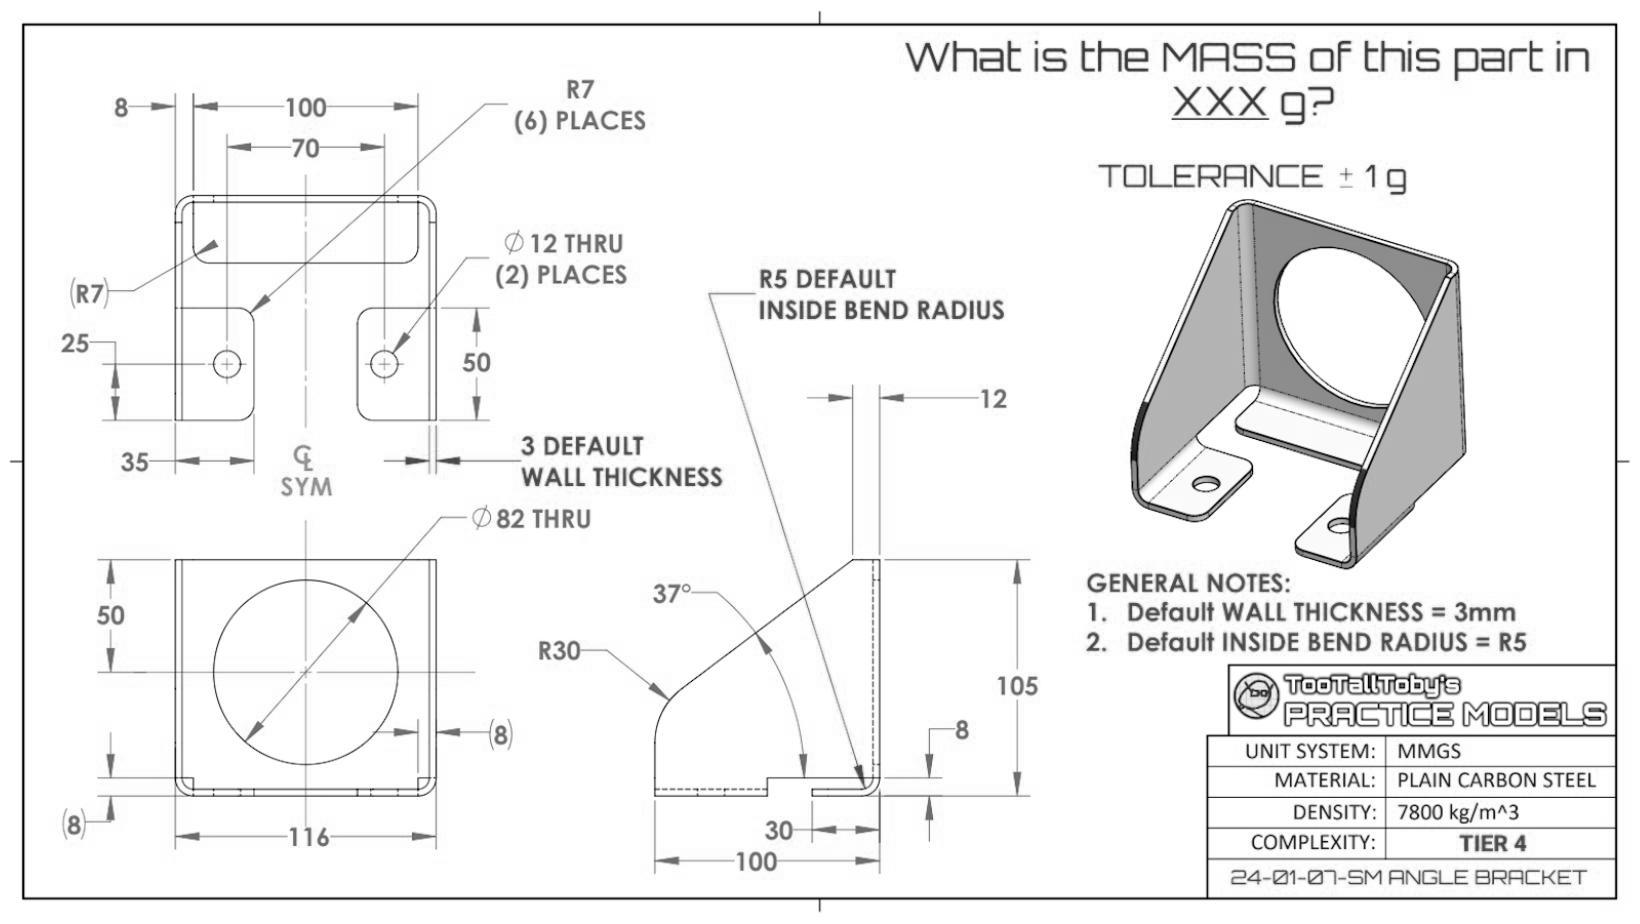 What is the MASS of this part in
XXX g?
TOLERANCE ± 1 g
8
100
70
R7
(6) PLACES
∅ 12 THRU
(2) PLACES
(R7)
25
50
35
℄
SYM
3 DEFAULT
WALL THICKNESS
R5 DEFAULT
INSIDE BEND RADIUS
12
∅ 82 THRU
50
(8)
(8)
116
37°
R30
105
8
30
100
GENERAL NOTES:
1. Default WALL THICKNESS = 3mm
2. Default INSIDE BEND RADIUS = R5
TooTallToby's
PRACTICE MODELS
UNIT SYSTEM: MMGS
MATERIAL: PLAIN CARBON STEEL
DENSITY: 7800 kg/m^3
COMPLEXITY: TIER 4
24-01-07-SM ANGLE BRACKET